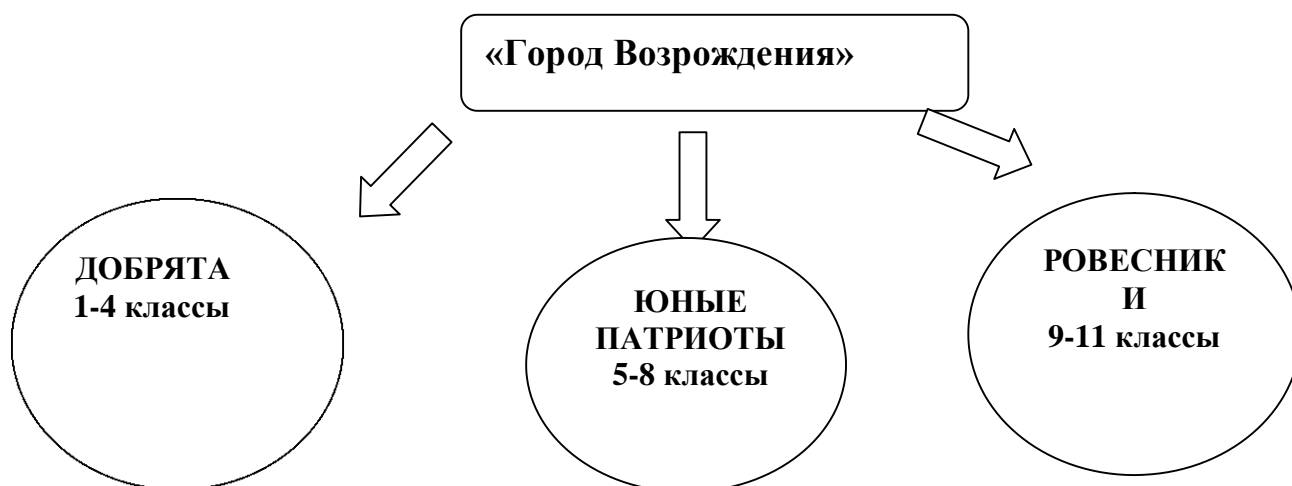 «Город Возрождения»
ДОБРЯТА
1-4 классы
ЮНЫЕ
ПАТРИОТЫ
5-8 классы
РОВЕСНИК
И
9-11 классы